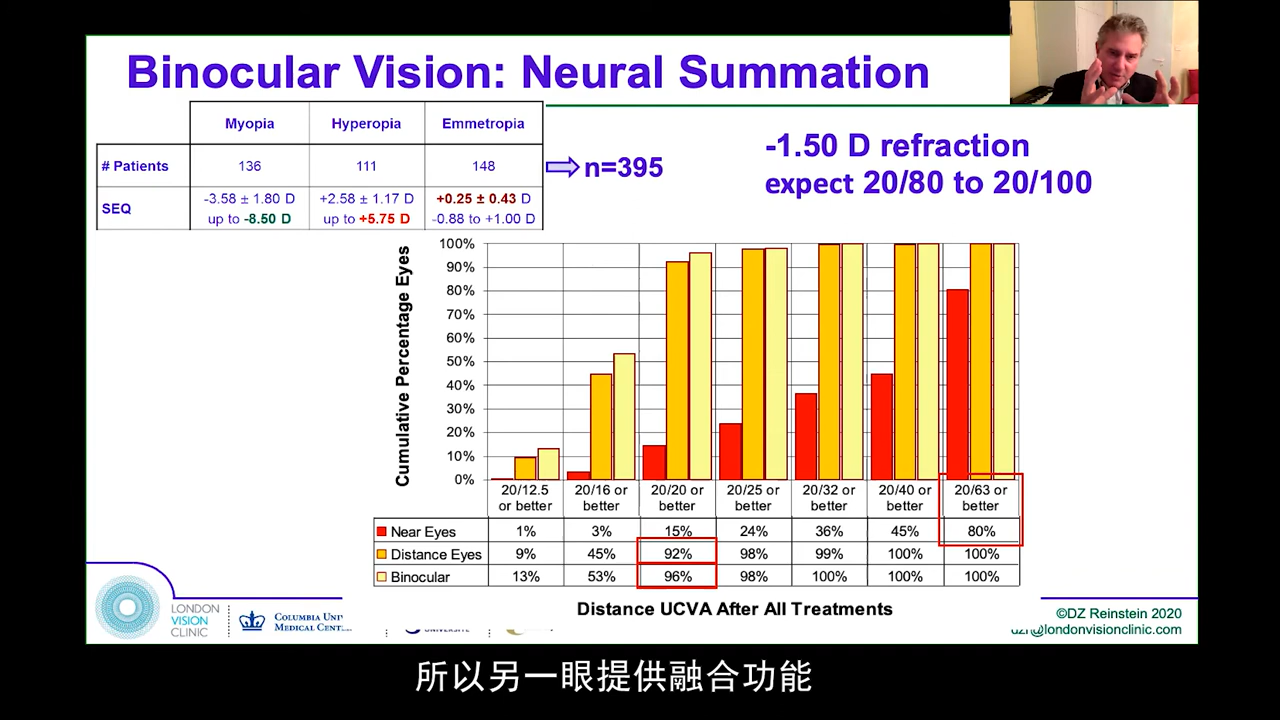 Binocular Vision: Neural Summation
Myopia Hyperopia Emmetropia
# Patients 136 111 148
SEQ -3.58 ± 1.80 D up to -8.50 D +2.58 ± 1.17 D up to +5.75 D +0.25 ± 0.43 D -0.88 to +1.00 D
n=395
-1.50 D refraction
expect 20/80 to 20/100
Cumulative Percentage Eyes
100%
90%
80%
70%
60%
50%
40%
30%
20%
10%
0%
20/12.5 or better 20/16 or better 20/20 or better 20/25 or better 20/32 or better 20/40 or better 20/63 or better
Near Eyes 1% 3% 15% 24% 36% 45% 80%
Distance Eyes 9% 45% 92% 98% 99% 100% 100%
Binocular 13% 53% 96% 98% 100% 100% 100%
Distance UCVA After All Treatments
LONDON
VISION
CLINIC
COLUMBIA
MEDICAL
©DZ Reinstein 2020
dzr@londonvisionclinic.com
所以另一眼提供融合功能